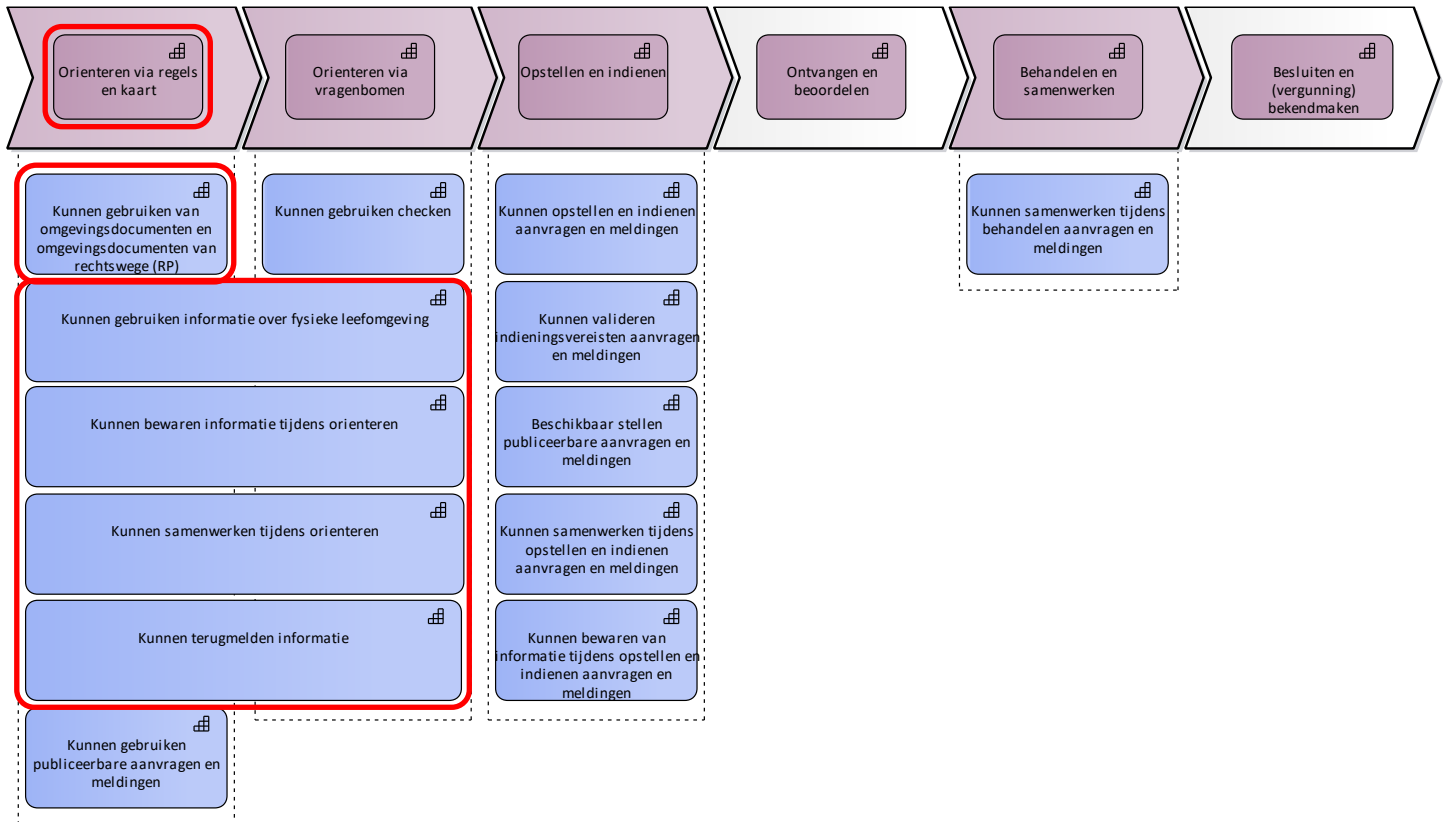 Orienteren via regels
en kaart
Orienteren via
vragenbomen
Opstellen en indienen
Ontvangen en
beoordelen
Behandelen en
samenwerken
Besluiten en
(vergunning)
bekendmaken
Kunnen gebruiken van
omgevingsdocumenten en
omgevingsdocumenten van
rechtswege (RP)
Kunnen gebruiken checken
Kunnen opstellen en indienen
aanvragen en meldingen
Kunnen samenwerken tijdens
behandelen aanvragen en
meldingen
Kunnen gebruiken informatie over fysieke leefomgeving
Kunnen valideren
indieningsvereisten aanvragen
en meldingen
Kunnen bewaren informatie tijdens orienteren
Beschikbaar stellen
publiceerbare aanvragen en
meldingen
Kunnen samenwerken tijdens orienteren
Kunnen samenwerken tijdens
opstellen en indienen
aanvragen en meldingen
Kunnen terugmelden informatie
Kunnen bewaren van
informatie tijdens opstellen en
indienen aanvragen en
meldingen
Kunnen gebruiken
publiceerbare aanvragen en
meldingen